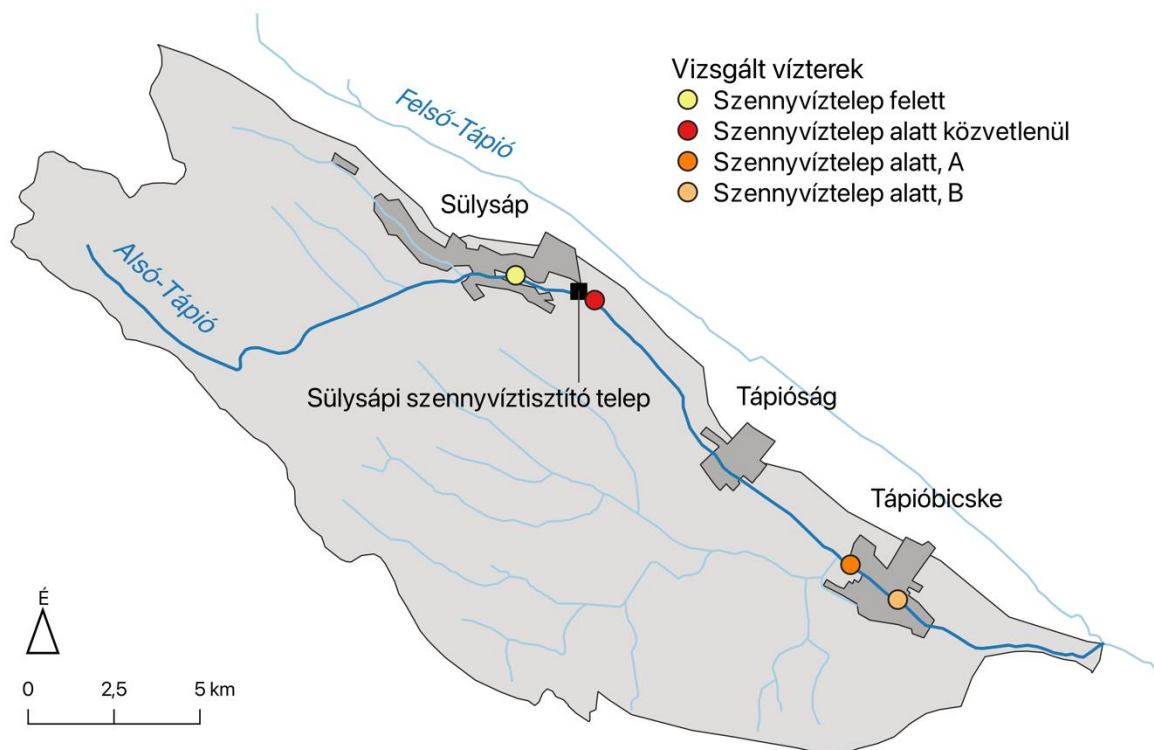 Vizsgált vízterek
Szennyvíztelep felett
Szennyvíztelep alatt közvetlenül
Szennyvíztelep alatt, A
Szennyvíztelep alatt, B
Felső-Tápió
Sülysáp
Alsó-Tápió
Sülysápi szennyvíztisztító telep
Tápióság
Tápióbicske
É
0 2,5 5 km